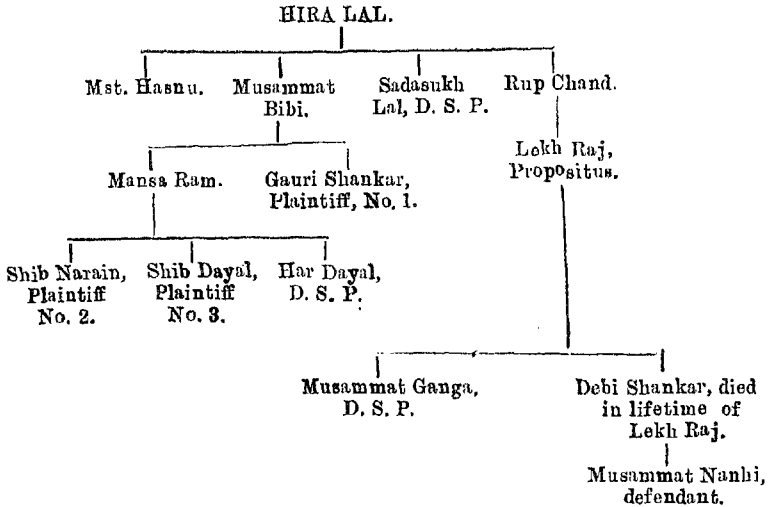 HIRA LAL.
Mst. Hasnu.
Musammat
Bibi.
Sadasukh
Lal, D. S. P.
Rup Chand.
Lekh Raj,
Propositus.
Mansa Ram.
Gauri Shankar,
Plaintiff, No. 1.
Shib Narain,
Plaintiff
No. 2.
Shib Dayal,
Plaintiff
No. 3.
Har Dayal,
D. S. P.
Musammat Ganga,
D. S. P.
Debi Shankar, died
in lifetime of
Lekh Raj.
Musammat Nanhi,
defendant.